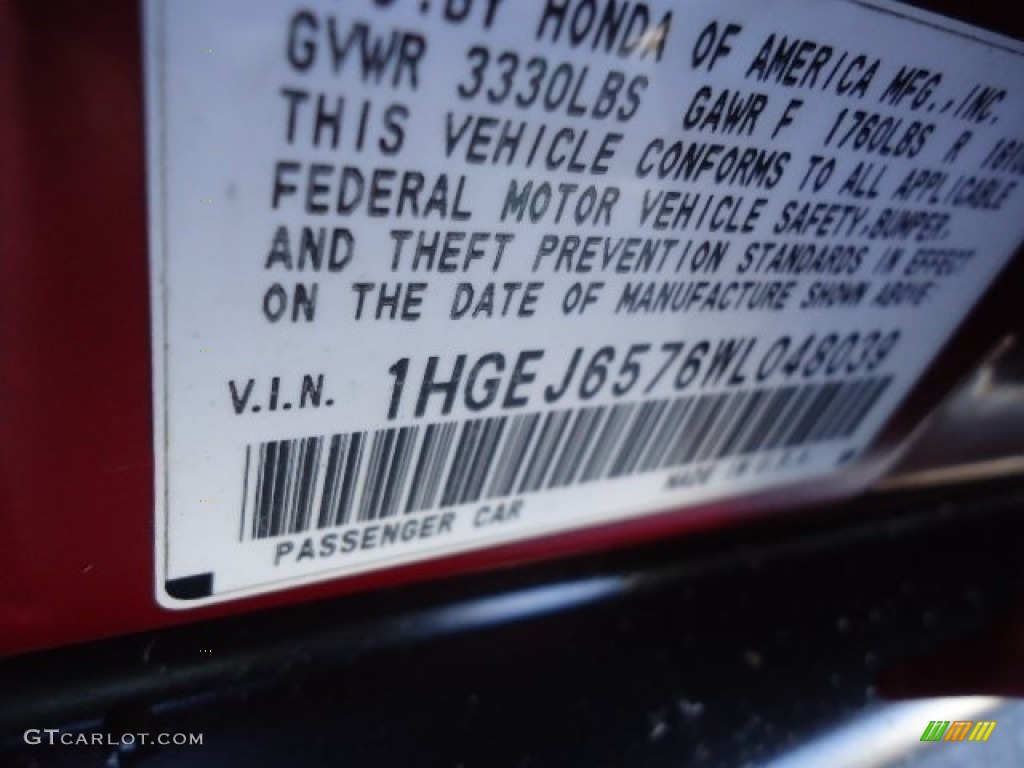 BY HONDA OF AMERICA MFG., INC.
GVWR 3330LBS GAWR F 1760LBS R
THIS VEHICLE CONFORMS TO ALL APPLICABLE
FEDERAL MOTOR VEHICLE SAFETY, BUMPER,
AND THEFT PREVENTION STANDARDS IN EFFECT
ON THE DATE OF MANUFACTURE SHOWN ABOVE.
V.I.N. 1HGEJ6576WL048039
PASSENGER CAR MADE IN U.S.A.
GTCARLOT.COM